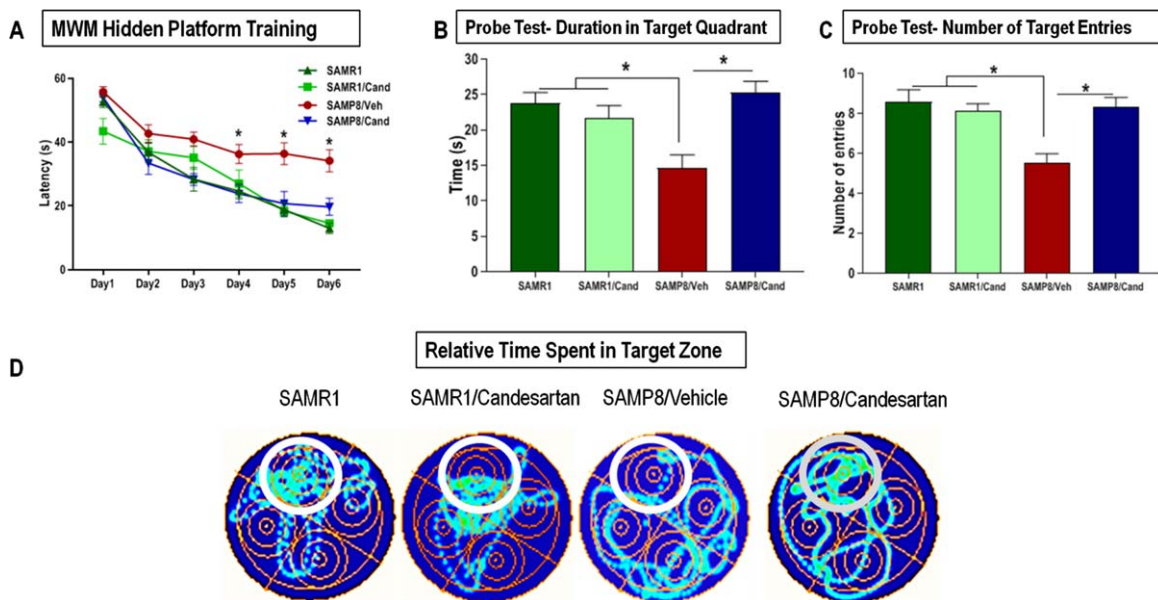 A
MWM Hidden Platform Training
SAMR1
SAMR1/Cand
SAMP8/Veh
SAMP8/Cand
Latency (s)
60
40
20
0
* * *
Day1 Day2 Day3 Day4 Day5 Day6
B
Probe Test- Duration in Target Quadrant
Time (s)
30
25
20
15
10
5
0
* *
SAMR1 SAMR1/Cand SAMP8/Veh SAMP8/Cand
C
Probe Test- Number of Target Entries
Number of entries
10
8
6
4
2
0
* *
SAMR1 SAMR1/Cand SAMP8/Veh SAMP8/Cand
D
Relative Time Spent in Target Zone
SAMR1 SAMR1/Candesartan SAMP8/Vehicle SAMP8/Candesartan